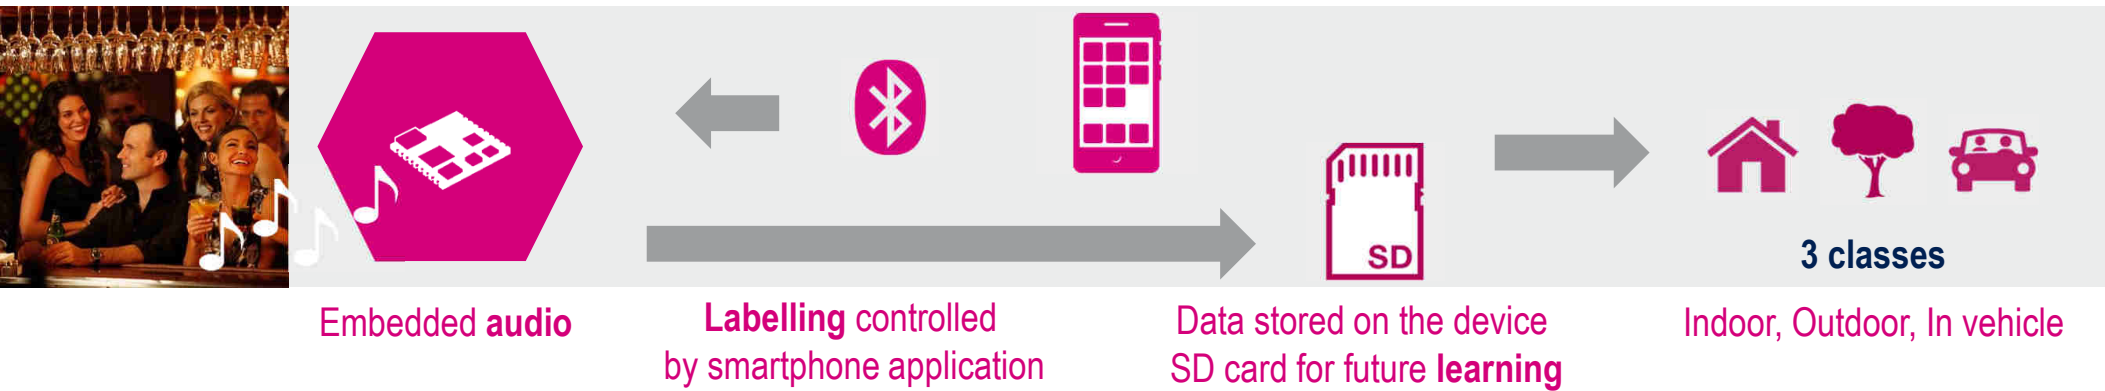 SD
3 classes
Embedded audio
Labelling controlled
by smartphone application
Data stored on the device
SD card for future learning
Indoor, Outdoor, In vehicle